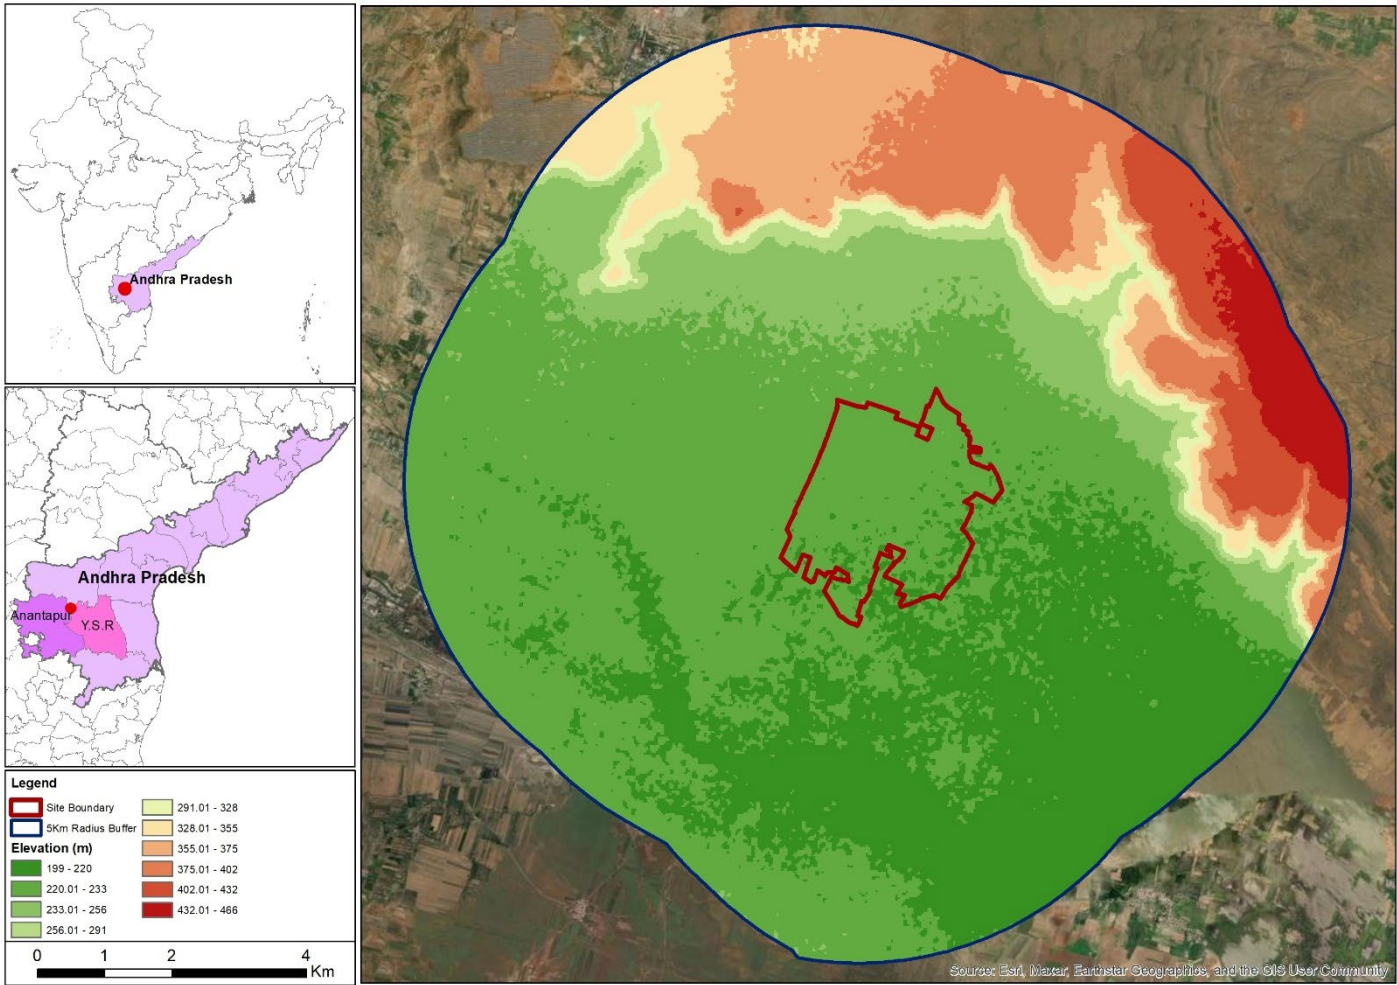 Andhra Pradesh
Andhra Pradesh
Anantapur
Y.S.R
Legend
Site Boundary
5Km Radius Buffer
Elevation (m)
199 - 220
220.01 - 233
233.01 - 256
256.01 - 291
291.01 - 328
328.01 - 355
355.01 - 375
375.01 - 402
402.01 - 432
432.01 - 466
0 1 2 4
Km
Source: Esri, Maxar, Earthstar Geographics, and the GIS User Community